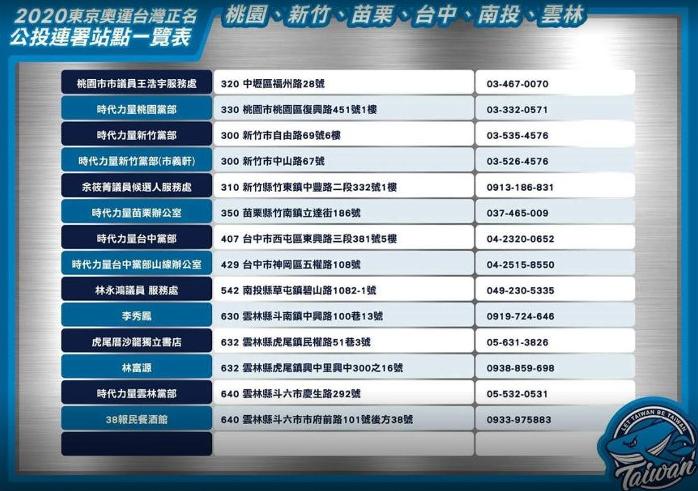 2020東京奧運台灣正名
公投連署站點一覽表
桃園、新竹、苗栗、台中、南投、雲林
桃園市市議員王浩宇服務處 320 中壢區福州路28號 03-467-0070
時代力量桃園黨部 330 桃園市桃園區復興路451號1樓 03-332-0571
時代力量新竹黨部 300 新竹市自由路69號6樓 03-535-4576
時代力量新竹黨部(市義軒) 300 新竹市中山路67號 03-526-4576
余筱菁議員候選人服務處 310 新竹縣竹東鎮中豐路二段332號1樓 0913-186-831
時代力量苗栗辦公室 350 苗栗縣竹南鎮立達街186號 037-465-009
時代力量台中黨部 407 台中市西屯區東興路三段381號5樓 04-2320-0652
時代力量台中黨部山線辦公室 429 台中市神岡區五權路108號 04-2515-8550
林永鴻議員 服務處 542 南投縣草屯鎮碧山路1082-1號 049-230-5335
李秀鳳 630 雲林縣斗南鎮中興路100巷13號 0919-724-646
虎尾厝沙龍獨立書店 632 雲林縣虎尾鎮民權路51巷3號 05-631-3826
林富源 632 雲林縣虎尾鎮興中里興中300之16號 0938-859-698
時代力量雲林黨部 640 雲林縣斗六市慶生路292號 05-532-0531
38報民餐酒館 640 雲林縣斗六市市府前路101號後方38號 0933-975883
LET TAIWAN BE TAIWAN
Taiwan